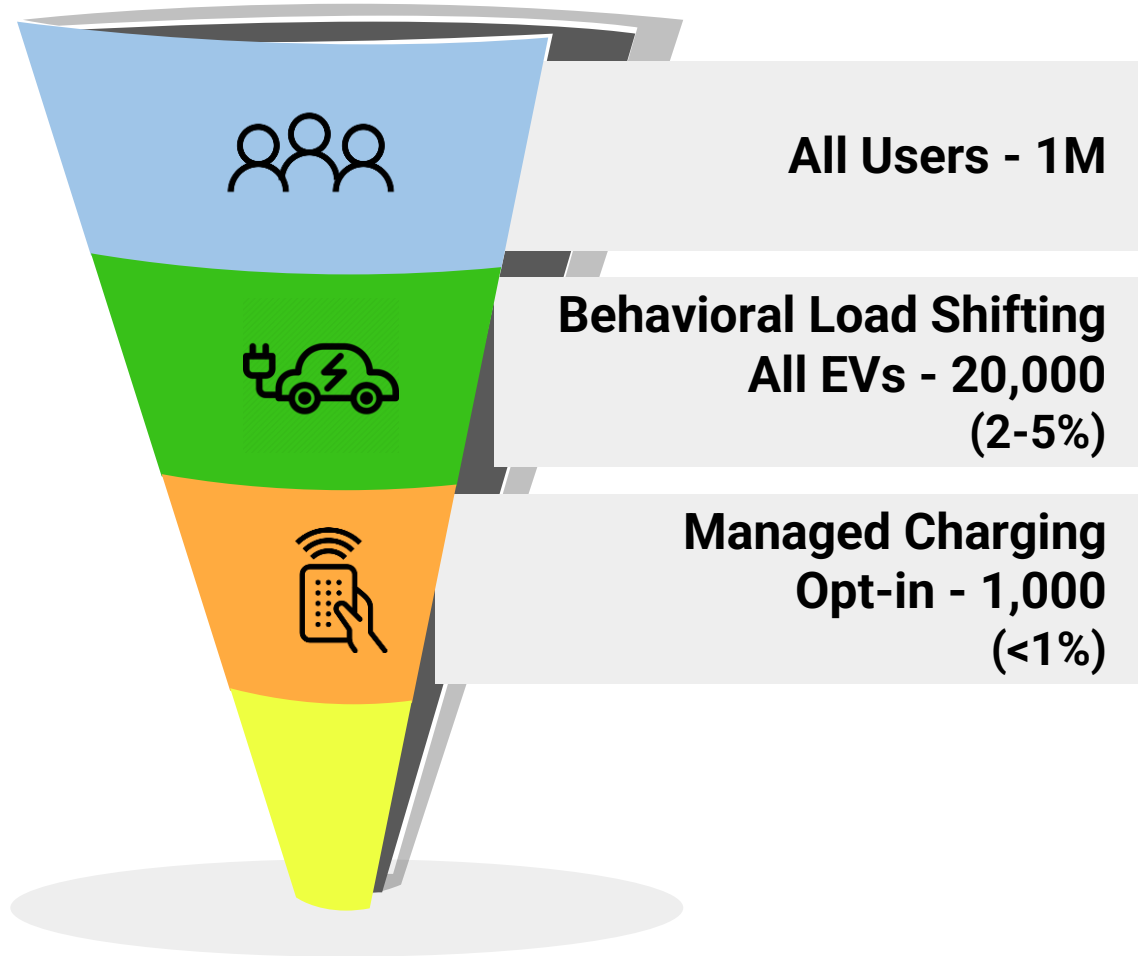 All Users - 1M
Behavioral Load Shifting
All EVs - 20,000
(2-5%)
Managed Charging
Opt-in - 1,000
(<1%)